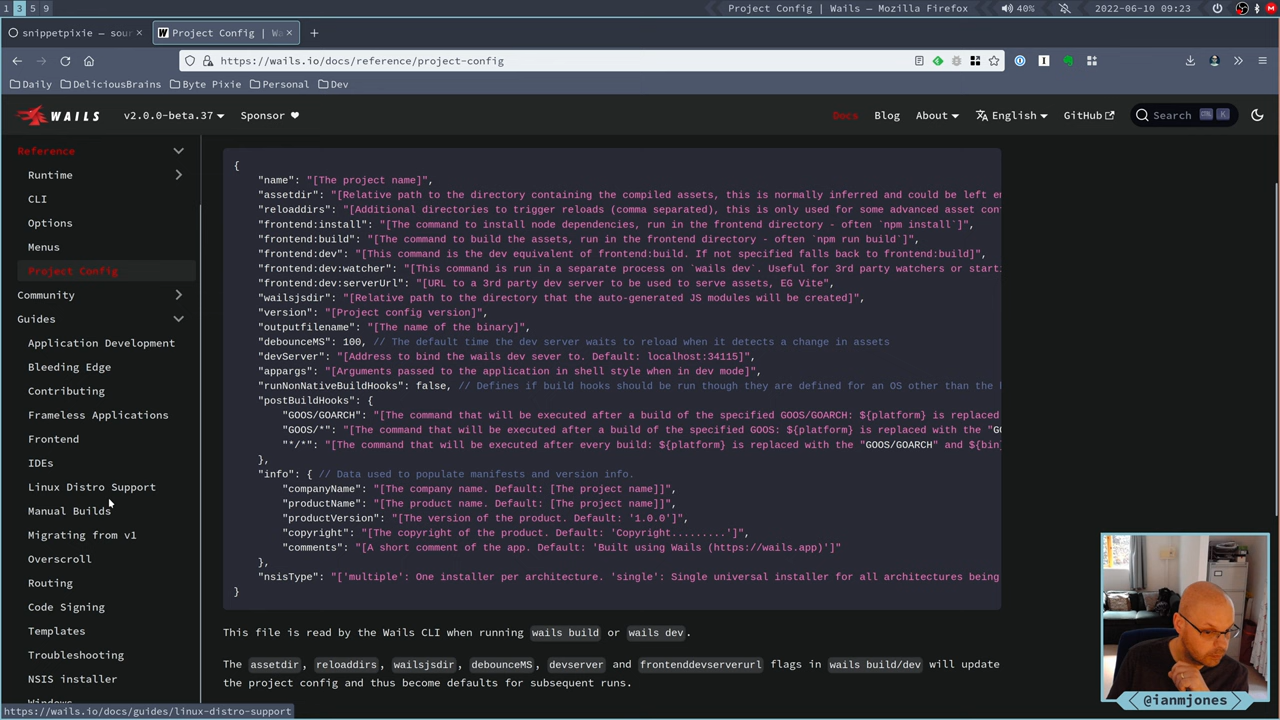 1 3 5 9
Project Config | Wails — Mozilla Firefox
40%
2022-06-10 09:23
snippetpixie — sour
Project Config | Wa
https://wails.io/docs/reference/project-config
Daily DeliciousBrains Byte Pixie Personal Dev
WAILS v2.0.0-beta.37 Sponsor Docs Blog About English GitHub Search K
Reference
Runtime
CLI
Options
Menus
Project Config
Community
Guides
Application Development
Bleeding Edge
Contributing
Frameless Applications
Frontend
IDEs
Linux Distro Support
Manual Builds
Migrating from v1
Overscroll
Routing
Code Signing
Templates
Troubleshooting
NSIS installer
Windows
{
"name": "[The project name]",
"assetdir": "[Relative path to the directory containing the compiled assets, this is normally inferred and could be left em
"reloaddirs": "[Additional directories to trigger reloads (comma separated), this is only used for some advanced asset con
"frontend:install": "[The command to install node dependencies, run in the frontend directory - often `npm install`]",
"frontend:build": "[The command to build the assets, run in the frontend directory - often `npm run build`]",
"frontend:dev": "[This command is the dev equivalent of frontend:build. If not specified falls back to frontend:build]",
"frontend:dev:watcher": "[This command is run in a separate process on `wails dev`. Useful for 3rd party watchers or starti
"frontend:dev:serverUrl": "[URL to a 3rd party dev server to be used to serve assets, EG Vite",
"wailsjsdir": "[Relative path to the directory that the auto-generated JS modules will be created]",
"version": "[Project config version]",
"outputfilename": "[The name of the binary]",
"debounceMS": 100, // The default time the dev server waits to reload when it detects a change in assets
"devServer": "[Address to bind the wails dev sever to. Default: localhost:34115]",
"appargs": "[Arguments passed to the application in shell style when in dev mode]",
"runNonNativeBuildHooks": false, // Defines if build hooks should be run though they are defined for an OS other than the h
"postBuildHooks": {
"GOOS/GOARCH": "[The command that will be executed after a build of the specified GOOS/GOARCH: ${platform} is replaced
"GOOS/*": "[The command that will be executed after a build of the specified GOOS: ${platform} is replaced with the "GO
"*/*": "[The command that will be executed after every build: ${platform} is replaced with the "GOOS/GOARCH" and ${bin
},
"info": { // Data used to populate manifests and version info.
"companyName": "[The company name. Default: [The project name]]",
"productName": "[The product name. Default: [The project name]]",
"productVersion": "[The version of the product. Default: '1.0.0']",
"copyright": "[The copyright of the product. Default: 'Copyright.........']",
"comments": "[A short comment of the app. Default: 'Built using Wails (https://wails.app)']"
},
"nsisType": "['multiple': One installer per architecture. 'single': Single universal installer for all architectures being
}
This file is read by the Wails CLI when running wails build or wails dev.
The assetdir, reloaddirs, wailsjsdir, debounceMS, devserver and frontenddevserverurl flags in wails build/dev will update
the project config and thus become defaults for subsequent runs.
https://wails.io/docs/guides/linux-distro-support
@ianmjones